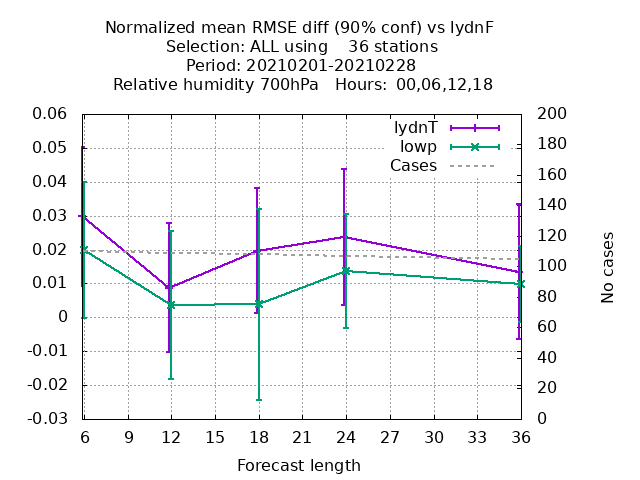 Normalized mean RMSE diff (90% conf) vs lydnF
Selection: ALL using    36 stations
Period: 20210201-20210228
Relative humidity 700hPa   Hours: 00,06,12,18
0.06
0.05
0.04
0.03
0.02
0.01
0
-0.01
-0.02
-0.03
200
180
160
140
120
100
80
60
40
20
0
lydnT
lowp
Cases
No cases
6 9 12 15 18 21 24 27 30 33 36
Forecast length